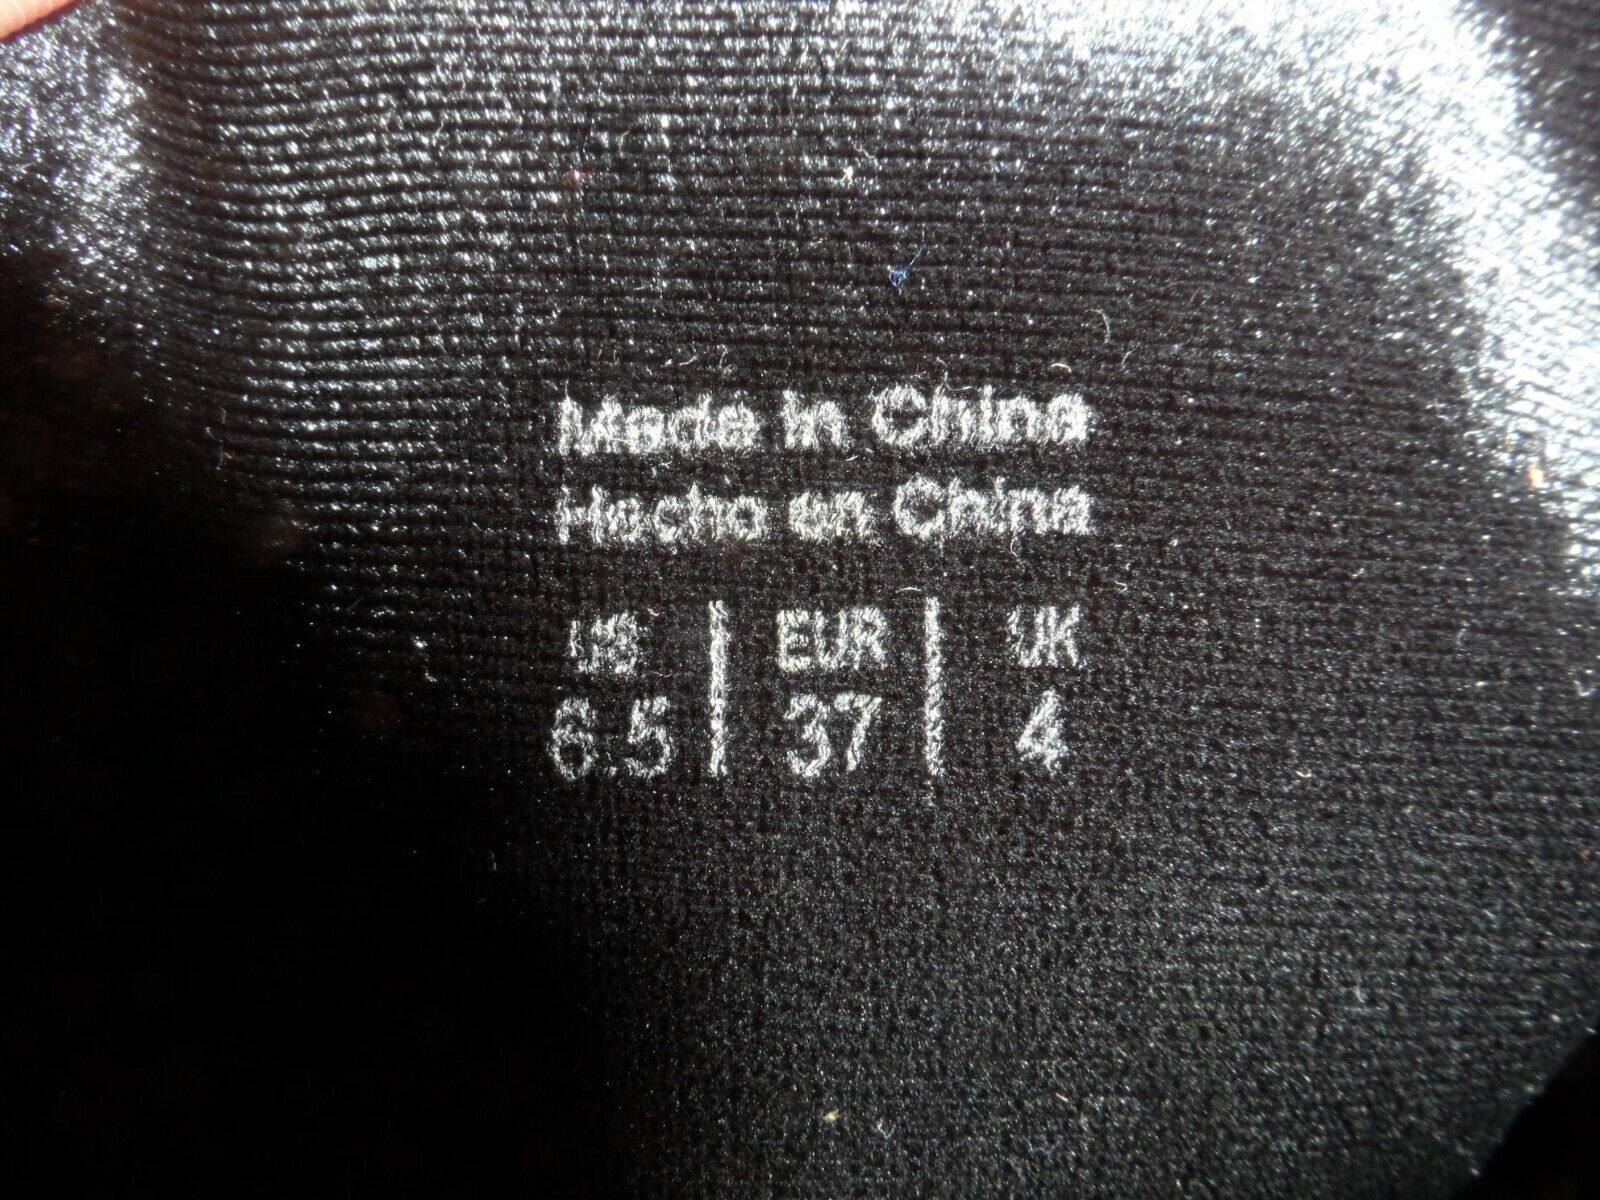 Made in China
Hecho en China
US | EUR | UK
6.5 | 37 | 4